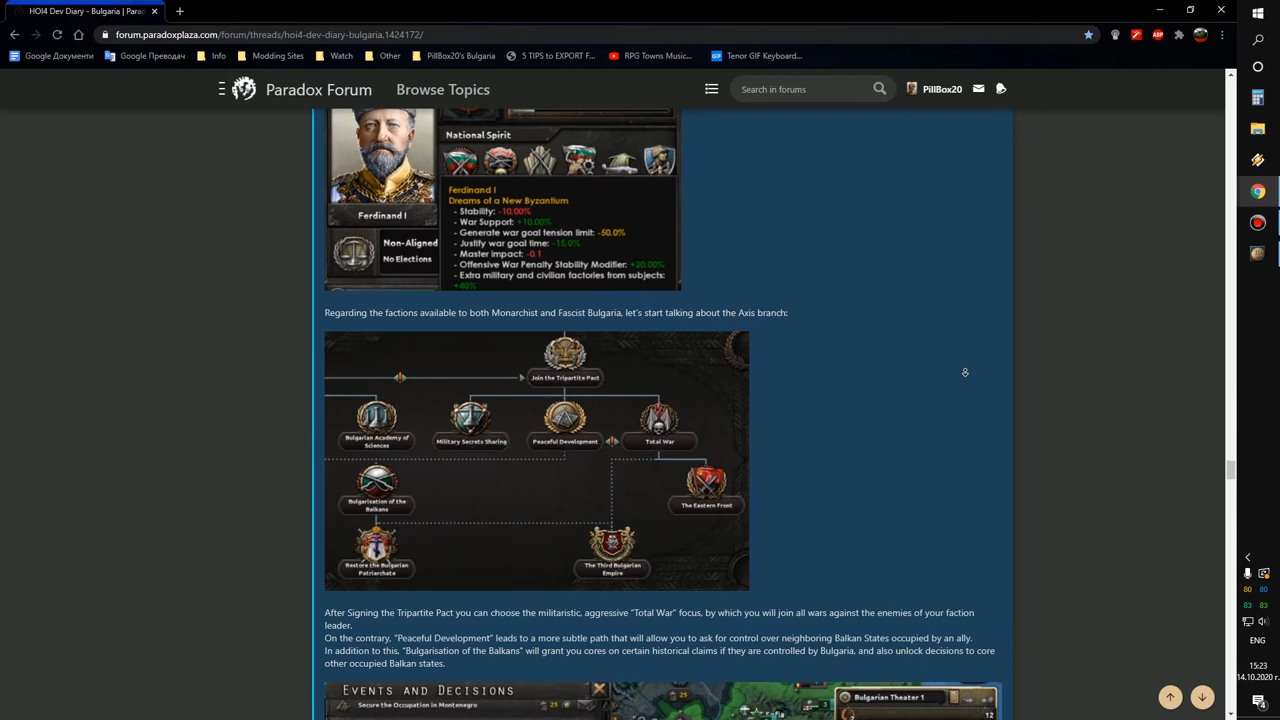 HOI4 Dev Diary - Bulgaria | Parad
forum.paradoxplaza.com/forum/threads/hoi4-dev-diary-bulgaria.1424172/
Google Документи
Google Преводач
Info
Modding Sites
Watch
Other
PillBox20's Bulgaria
5 TIPS to EXPORT F...
RPG Towns Music...
Tenor GIF Keyboard...
Paradox Forum
Browse Topics
Search in forums
PillBox20
National Spirit
Ferdinand I
Dreams of a New Byzantium
- Stability: -10.00%
- War Support: +10.00%
- Generate war goal tension limit: -50.0%
- Justify war goal time: -15.0%
- Master impact: -0.1
- Offensive War Penalty Stability Modifier: +20.00%
- Extra military and civilian factories from subjects:
+40%
Ferdinand I
Non-Aligned
No Elections
Regarding the factions available to both Monarchist and Fascist Bulgaria, let's start talking about the Axis branch:
Join the Tripartite Pact
Bulgarian Academy of
Sciences
Military Secrets Sharing
Peaceful Development
Total War
Bulgarisation of the
Balkans
The Eastern Front
Restore the Bulgarian
Patriarchate
The Third Bulgarian
Empire
After Signing the Tripartite Pact you can choose the militaristic, aggressive "Total War" focus, by which you will join all wars against the enemies of your faction
leader.
On the contrary, "Peaceful Development" leads to a more subtle path that will allow you to ask for control over neighboring Balkan States occupied by an ally.
In addition to this, "Bulgarisation of the Balkans" will grant you cores on certain historical claims if they are controlled by Bulgaria, and also unlock decisions to core
other occupied Balkan states.
Events and Decisions
Secure the Occupation in Montenegro
25
25
Bulgarian Theater 1
12
80 80
83 83
ENG
15:23
14.10.2020 г.
4